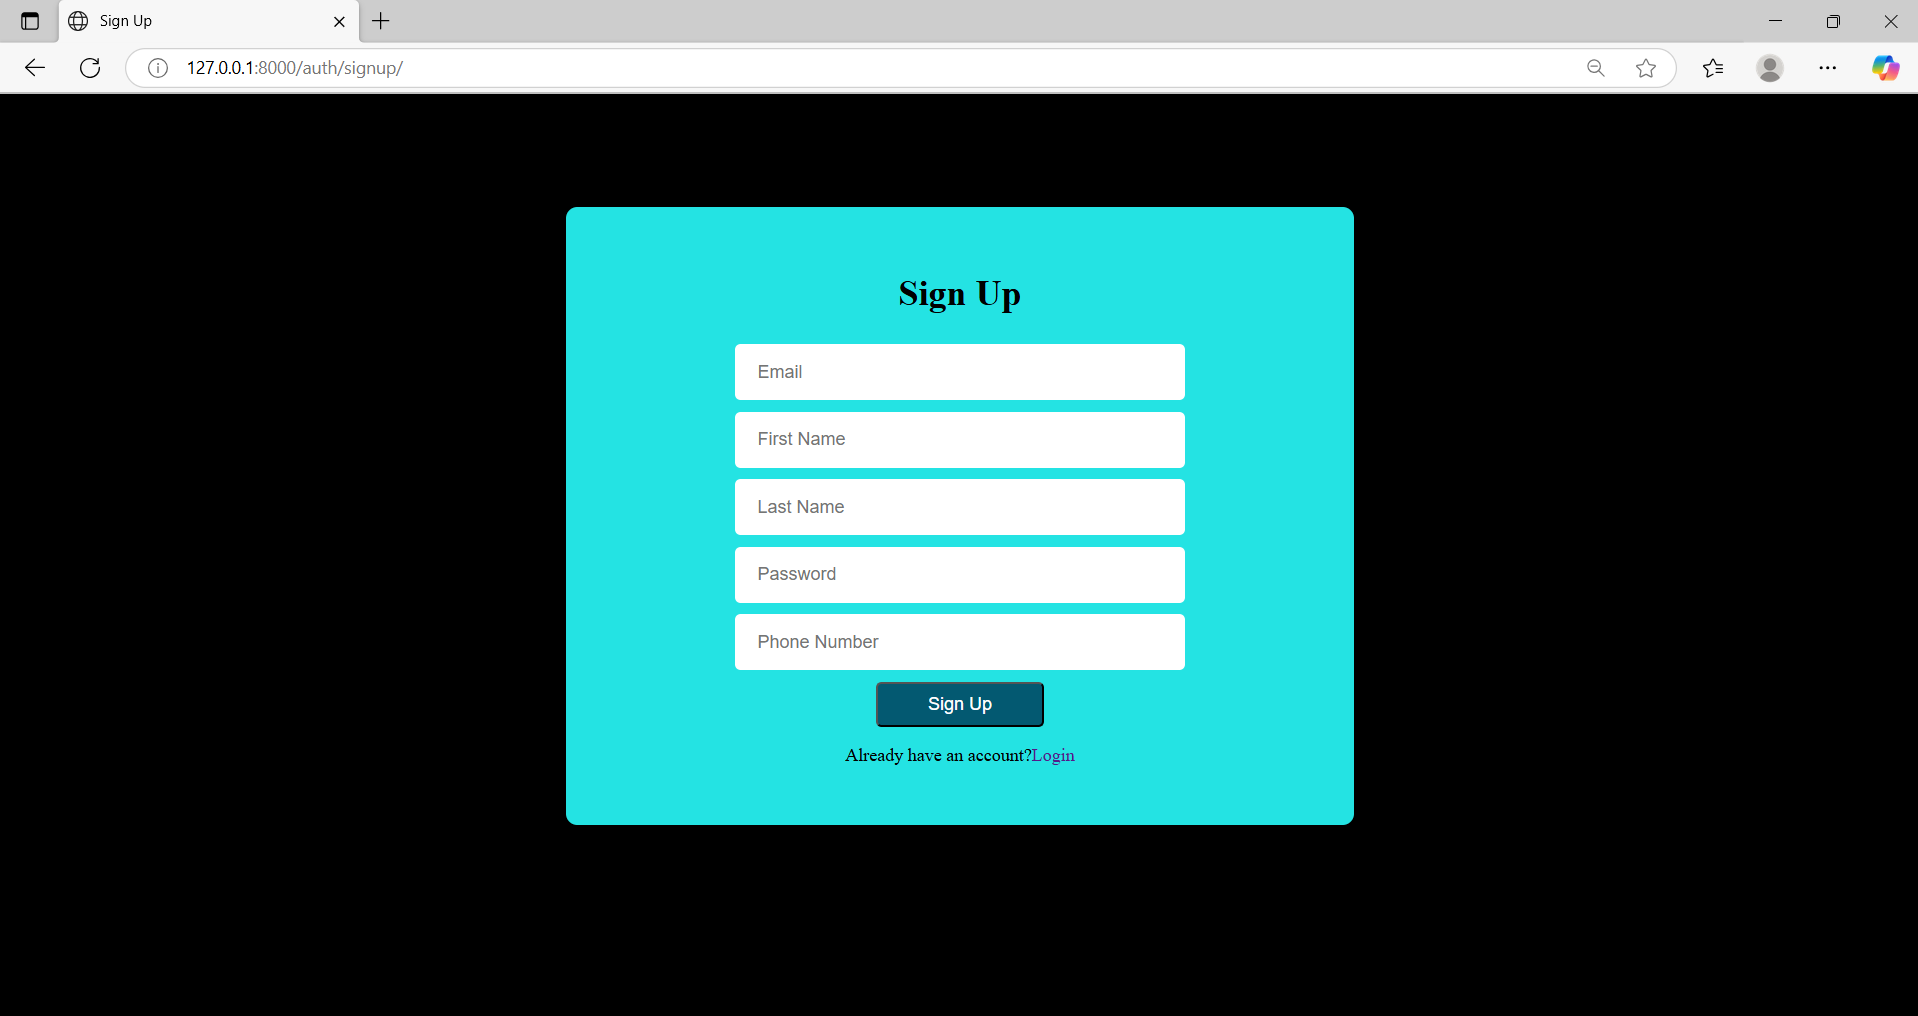 Sign Up
127.0.0.1:8000/auth/signup/
Sign Up
Email
First Name
Last Name
Password
Phone Number
Sign Up
Already have an account?Login